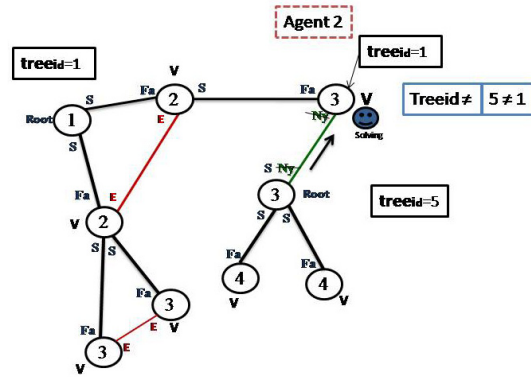 Agent 2
treeid=1
treeid=1
Treeid ≠ 5 ≠ 1
V
S Fa 2 S Fa 3 V
Root 1 E Ny Solving
S
S Ny
3 Root
treeid=5
Fa E
V 2
S S
S S
Fa Fa
4 4
V V
Fa 3
E V
Fa
3 E
V